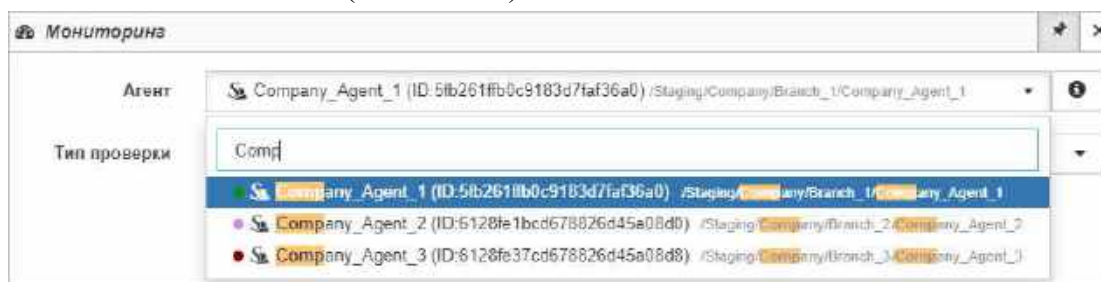 Мониторинг
Агент Company_Agent_1 (ID:5fb261ffb0c9183d7faf36a0) /Staging/Company/Branch_1/Company_Agent_1
Тип проверки Comp
Company_Agent_1 (ID:5fb261ffb0c9183d7faf36a0) /Staging/Company/Branch_1/Company_Agent_1
Company_Agent_2 (ID:6128fe1bcd678826d45a08d0) /Staging/Company/Branch_2/Company_Agent_2
Company_Agent_3 (ID:6128fe37cd678826d45a08d8) /Staging/Company/Branch_3/Company_Agent_3